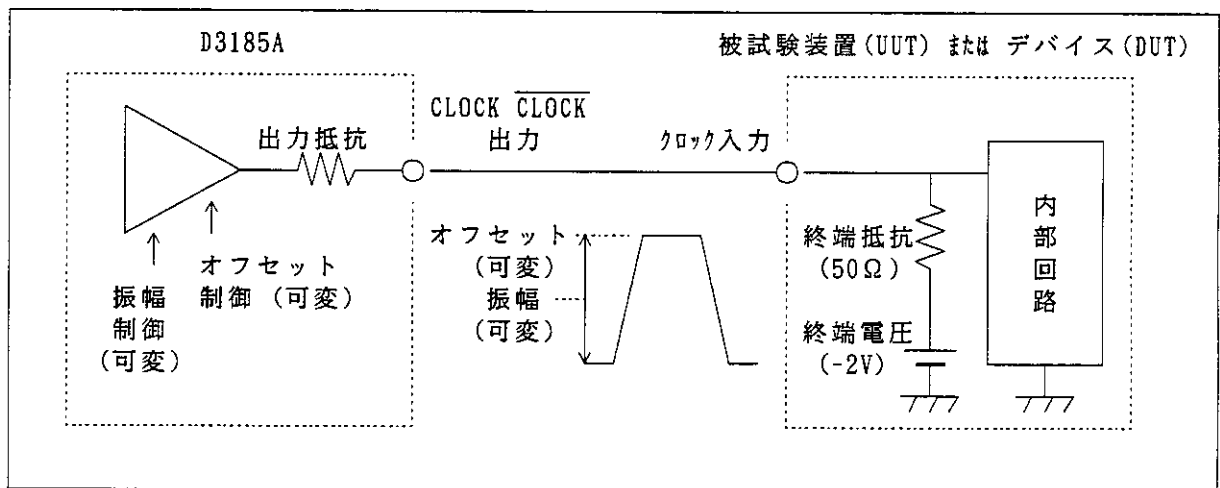 D3185A
被試験装置(UUT) または デバイス(DUT)
CLOCK C̅L̅O̅C̅K̅
出力
出力抵抗
クロック入力
オフセット
制御 (可変)
振幅
制御
(可変)
オフセット
(可変)
振幅
(可変)
終端抵抗
(50Ω)
終端電圧
(-2V)
内部回路